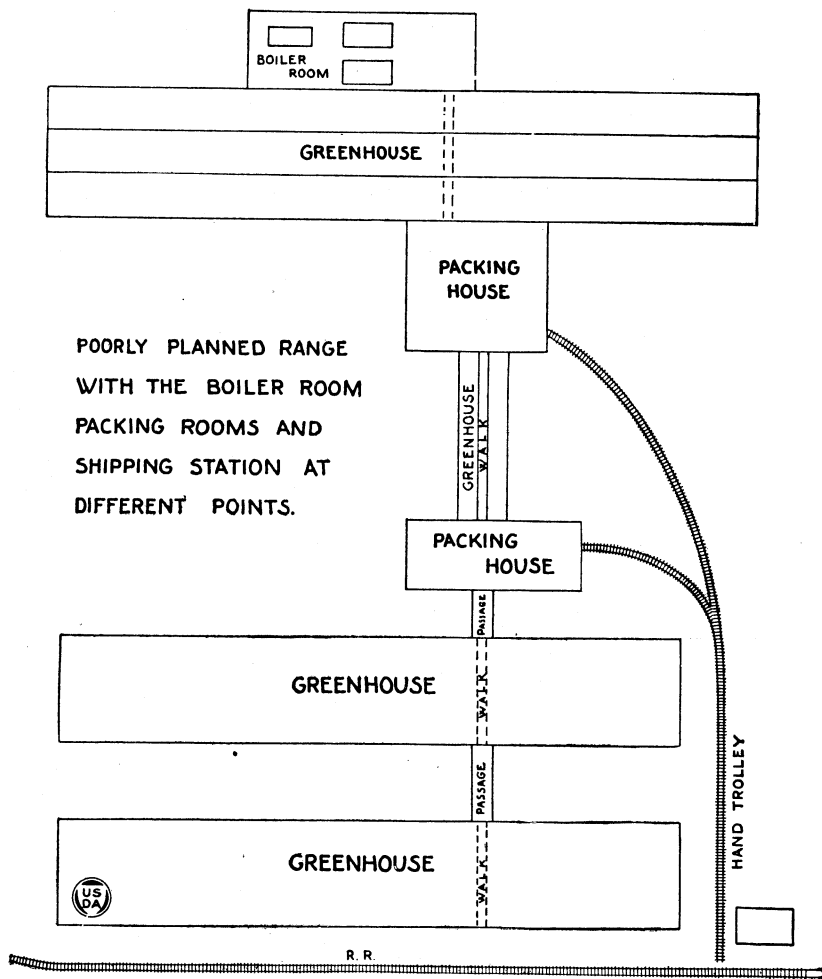 BOILER
ROOM
GREENHOUSE
PACKING
HOUSE
POORLY PLANNED RANGE
WITH THE BOILER ROOM
PACKING ROOMS AND
SHIPPING STATION AT
DIFFERENT POINTS.
GREENHOUSE
WALK
PACKING
HOUSE
PASSAGE
GREENHOUSE
WALK
PASSAGE
HAND TROLLEY
GREENHOUSE
WALK
US
DA
R. R.